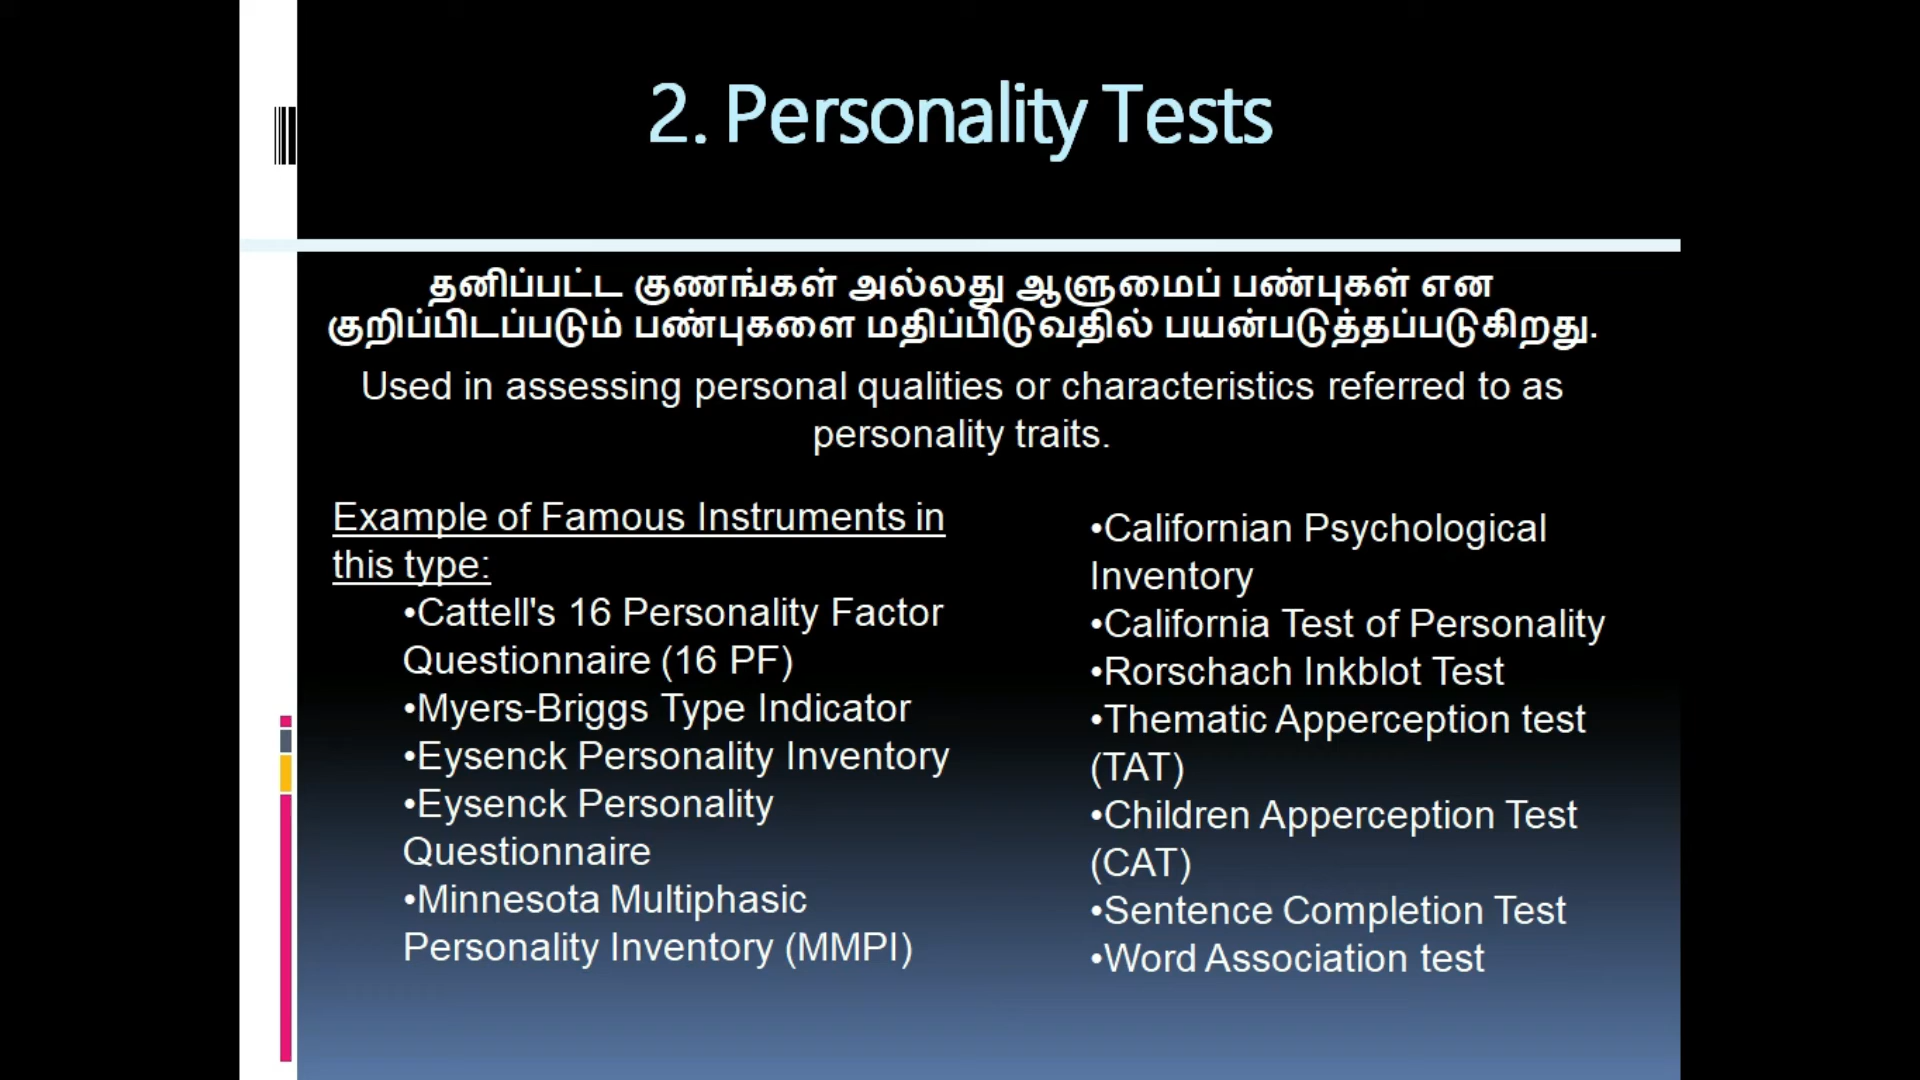 2. Personality Tests
தனிப்பட்ட குணங்கள் அல்லது ஆளுமைப் பண்புகள் என
குறிப்பிடப்படும் பண்புகளை மதிப்பிடுவதில் பயன்படுத்தப்படுகிறது.
Used in assessing personal qualities or characteristics referred to as
personality traits.
Example of Famous Instruments in
this type:
•Cattell's 16 Personality Factor
Questionnaire (16 PF)
•Myers-Briggs Type Indicator
•Eysenck Personality Inventory
•Eysenck Personality
Questionnaire
•Minnesota Multiphasic
Personality Inventory (MMPI)
•Californian Psychological
Inventory
•California Test of Personality
•Rorschach Inkblot Test
•Thematic Apperception test
(TAT)
•Children Apperception Test
(CAT)
•Sentence Completion Test
•Word Association test